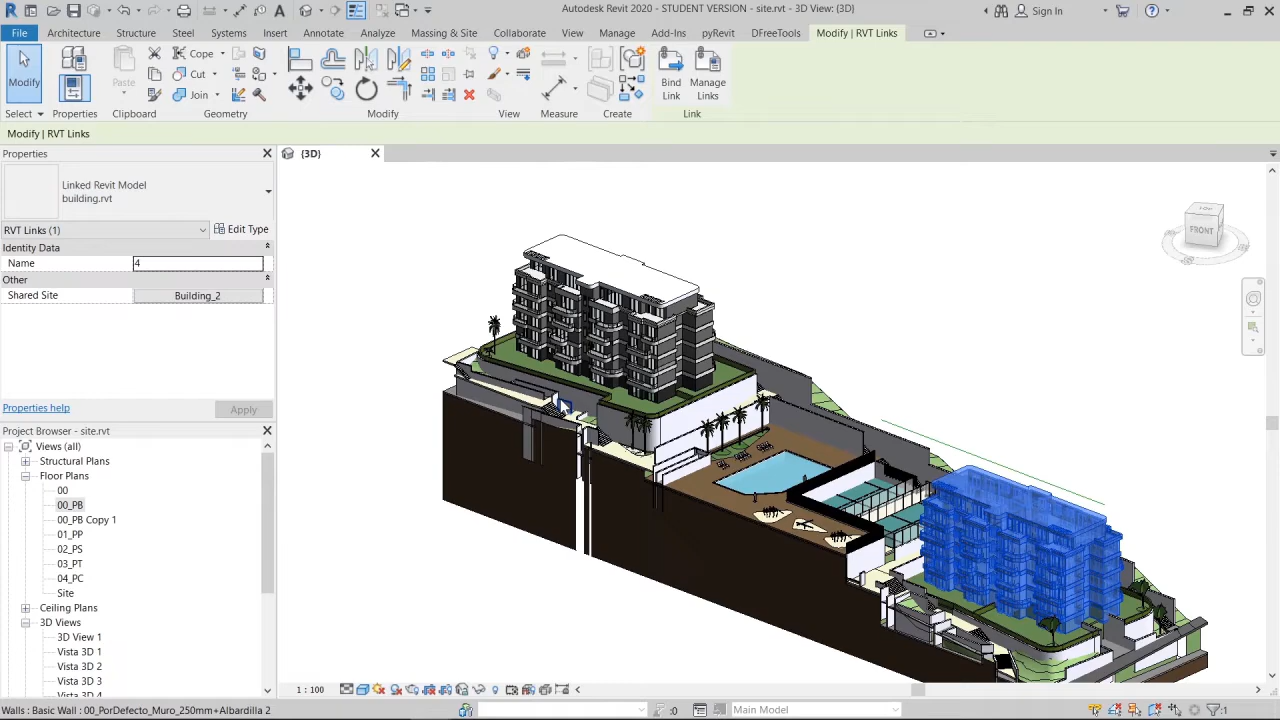 Autodesk Revit 2020 - STUDENT VERSION - site.rvt - 3D View: {3D}
Sign In
File
Architecture
Structure
Steel
Systems
Insert
Annotate
Analyze
Massing & Site
Collaborate
View
Manage
Add-Ins
pyRevit
DFreeTools
Modify | RVT Links
Modify
Paste
Cope
Cut
Join
Bind
Link
Manage
Links
Select
Properties
Clipboard
Geometry
Modify
View
Measure
Create
Link
Modify | RVT Links
Properties
Linked Revit Model
building.rvt
RVT Links (1)
Edit Type
Identity Data
Name
4
Other
Shared Site
Building_2
Properties help
Apply
{3D}
FRONT
Project Browser - site.rvt
Views (all)
Structural Plans
Floor Plans
00
00_PB
00_PB Copy 1
01_PP
02_PS
03_PT
04_PC
Site
Ceiling Plans
3D Views
3D View 1
Vista 3D 1
Vista 3D 2
Vista 3D 3
Vista 3D 4
1 : 100
Walls : Basic Wall : 00_PorDefecto_Muro_250mm+Albardilla 2
:0
Main Model
:1